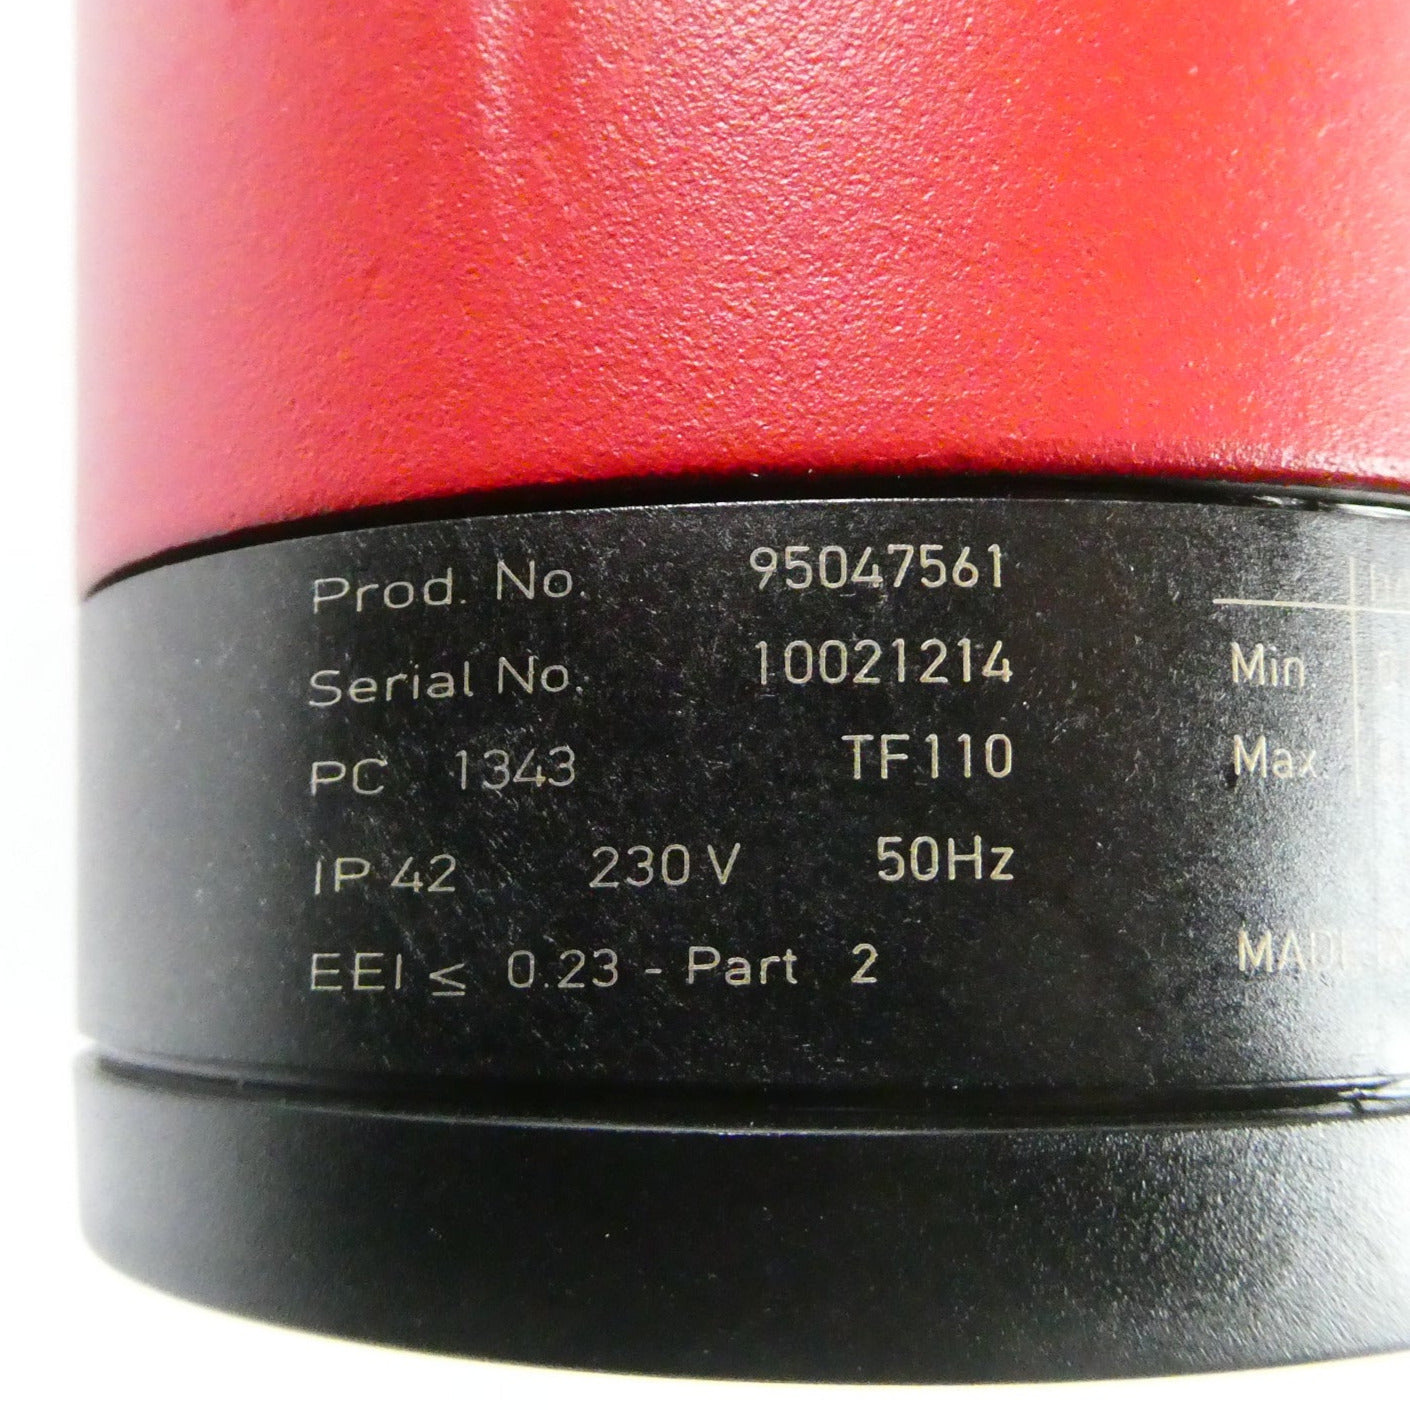 Prod. No. 95047561
Serial No. 10021214
PC 1343 TF110
IP 42 230 V 50Hz
EEI ≤ 0.23 - Part 2
Min
Max